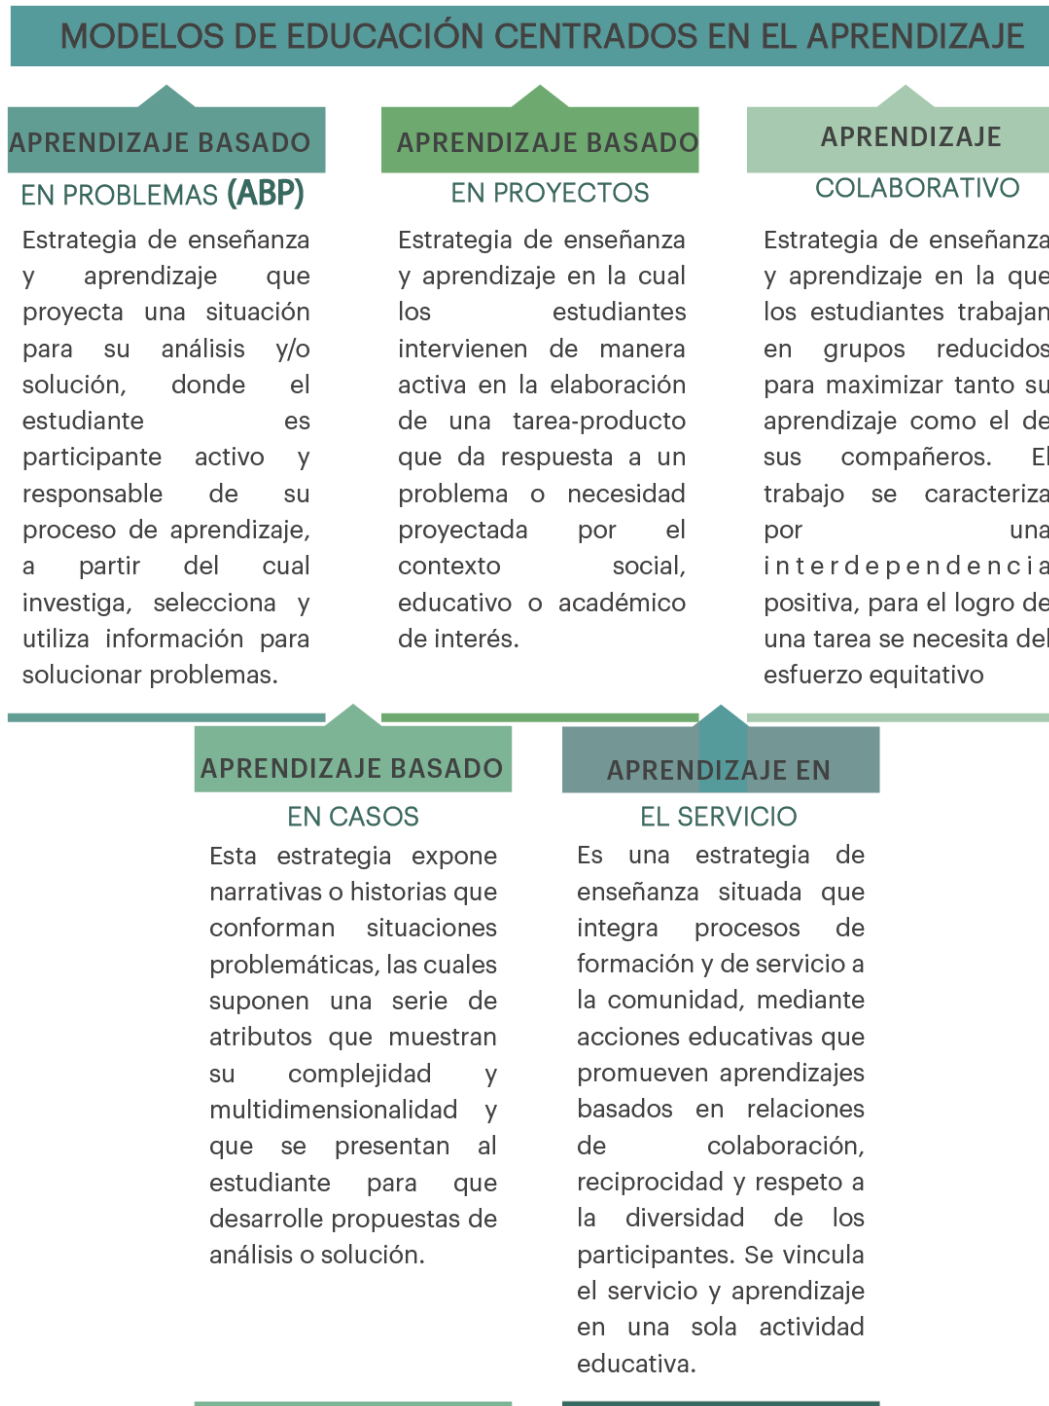 MODELOS DE EDUCACIÓN CENTRADOS EN EL APRENDIZAJE
APRENDIZAJE BASADO
EN PROBLEMAS (ABP)
Estrategia de enseñanza
y aprendizaje que
proyecta una situación
para su análisis y/o
solución, donde el
estudiante es
participante activo y
responsable de su
proceso de aprendizaje,
a partir del cual
investiga, selecciona y
utiliza información para
solucionar problemas.
APRENDIZAJE BASADO
EN PROYECTOS
Estrategia de enseñanza
y aprendizaje en la cual
los estudiantes
intervienen de manera
activa en la elaboración
de una tarea-producto
que da respuesta a un
problema o necesidad
proyectada por el
contexto social,
educativo o académico
de interés.
APRENDIZAJE
COLABORATIVO
Estrategia de enseñanza
y aprendizaje en la que
los estudiantes trabajan
en grupos reducidos
para maximizar tanto su
aprendizaje como el de
sus compañeros. El
trabajo se caracteriza
por una
interdependencia
positiva, para el logro de
una tarea se necesita del
esfuerzo equitativo
APRENDIZAJE BASADO
EN CASOS
Esta estrategia expone
narrativas o historias que
conforman situaciones
problemáticas, las cuales
suponen una serie de
atributos que muestran
su complejidad y
multidimensionalidad y
que se presentan al
estudiante para que
desarrolle propuestas de
análisis o solución.
APRENDIZAJE EN
EL SERVICIO
Es una estrategia de
enseñanza situada que
integra procesos de
formación y de servicio a
la comunidad, mediante
acciones educativas que
promueven aprendizajes
basados en relaciones
de colaboración,
reciprocidad y respeto a
la diversidad de los
participantes. Se vincula
el servicio y aprendizaje
en una sola actividad
educativa.